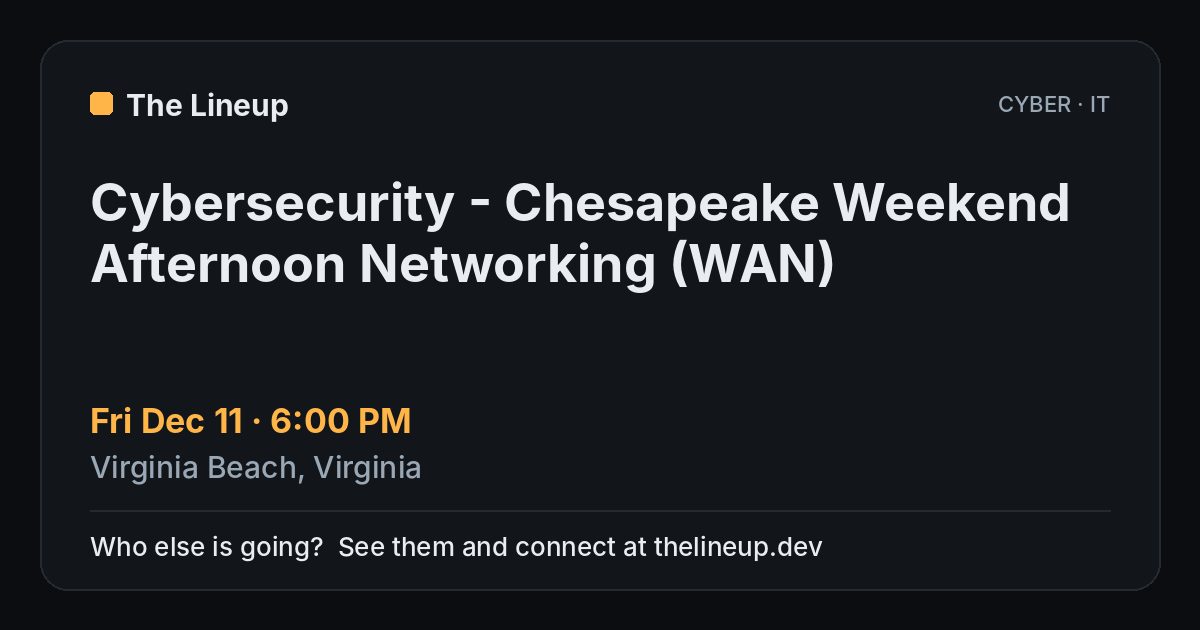 The Lineup
CYBER · IT
Cybersecurity - Chesapeake Weekend
Afternoon Networking (WAN)
Fri Dec 11 · 6:00 PM
Virginia Beach, Virginia
Who else is going? See them and connect at thelineup.dev